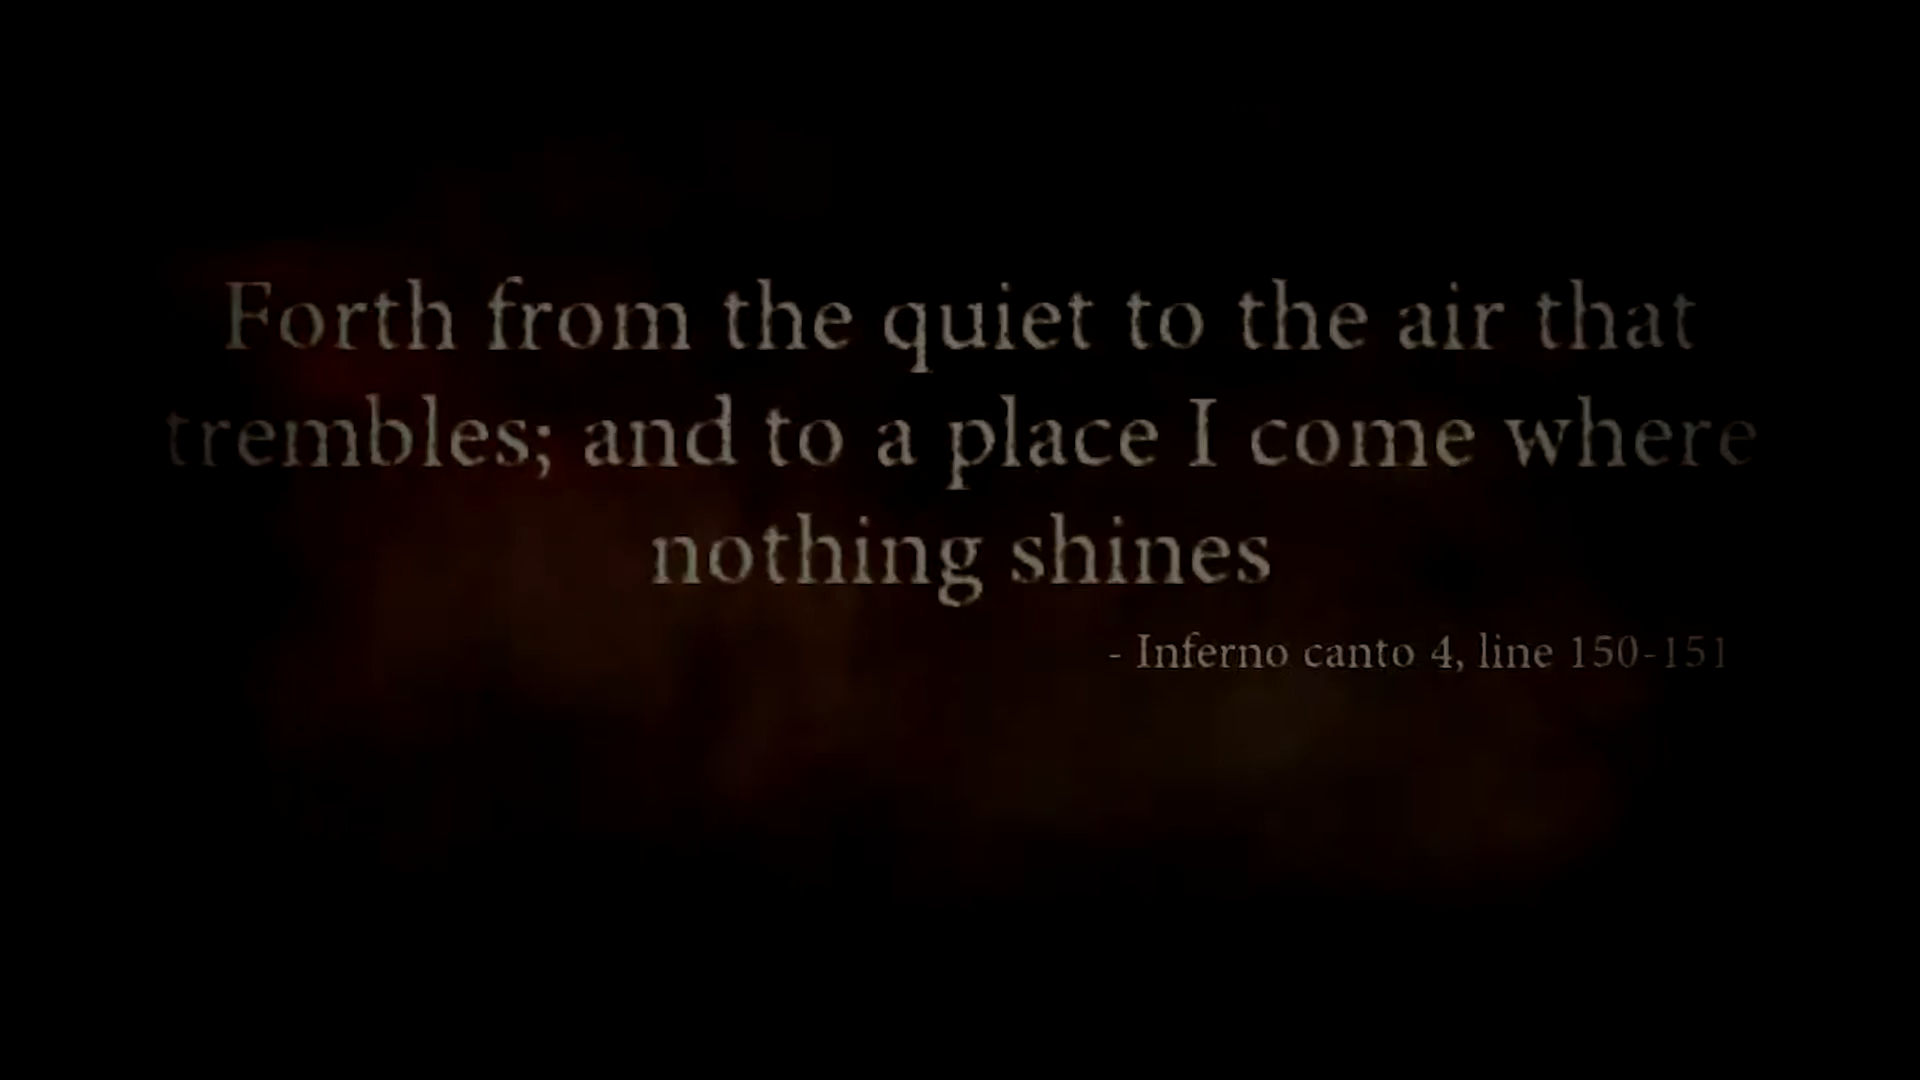 Forth from the quiet to the air that
trembles; and to a place I come where
nothing shines
- Inferno canto 4, line 150-151